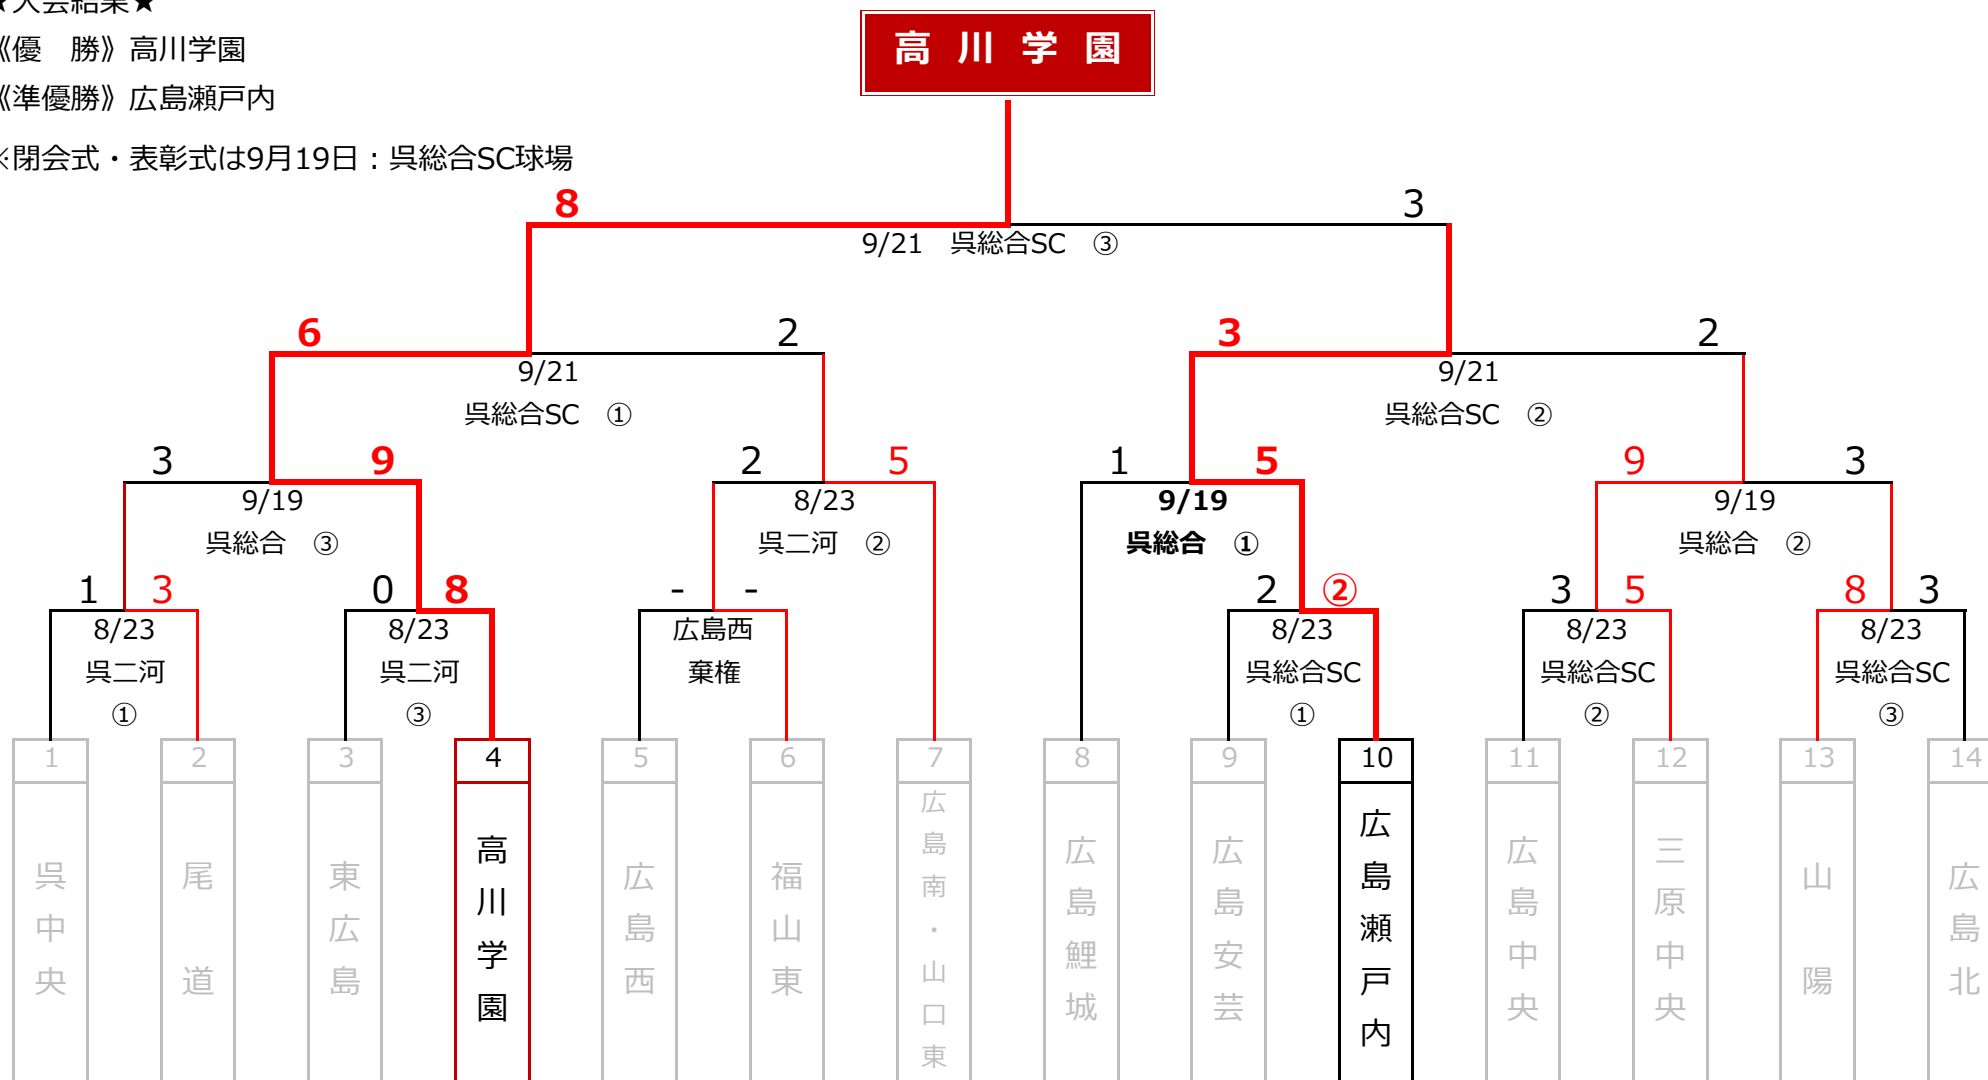 ★大会結果★
《優　勝》高川学園
《準優勝》広島瀬戸内
※閉会式・表彰式は9月19日：呉総合SC球場
高川学園
8
3
9/21　呉総合SC　③
6
2
3
2
9/21
呉総合SC　①
9/21
呉総合SC　②
3
9
2
5
1
5
9
3
9/19
呉総合　③
8/23
呉二河　②
9/19
呉総合　①
9/19
呉総合　②
1
3
0
8
-
-
2
②
3
5
8
3
8/23
呉二河
①
8/23
呉二河
③
広島西
棄権
8/23
呉総合SC
①
8/23
呉総合SC
②
8/23
呉総合SC
③
1
2
3
4
5
6
7
8
9
10
11
12
13
14
呉中央
尾道
東広島
高川学園
広島西
福山東
広島南・山口東
広島鯉城
広島安芸
広島瀬戸内
広島中央
三原中央
山陽
広島北